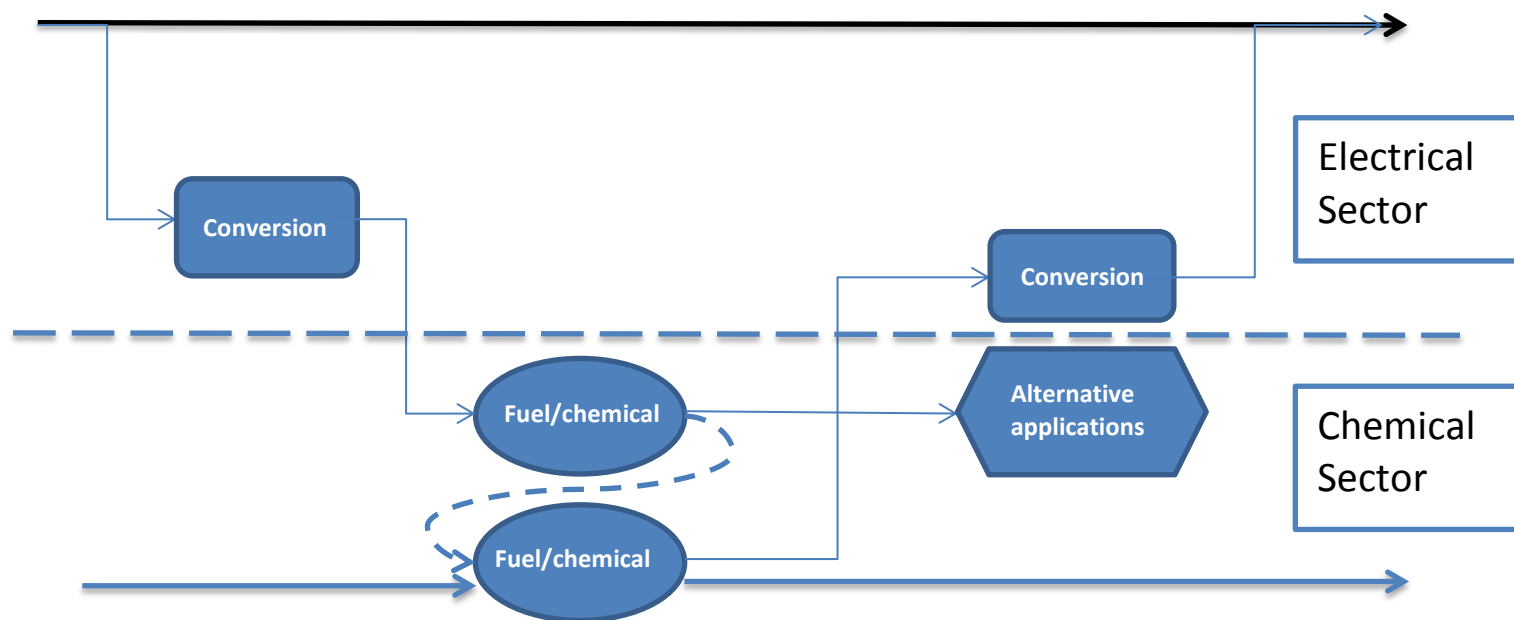 Electrical
Sector
Conversion
Conversion
Fuel/chemical
Alternative
applications
Chemical
Sector
Fuel/chemical